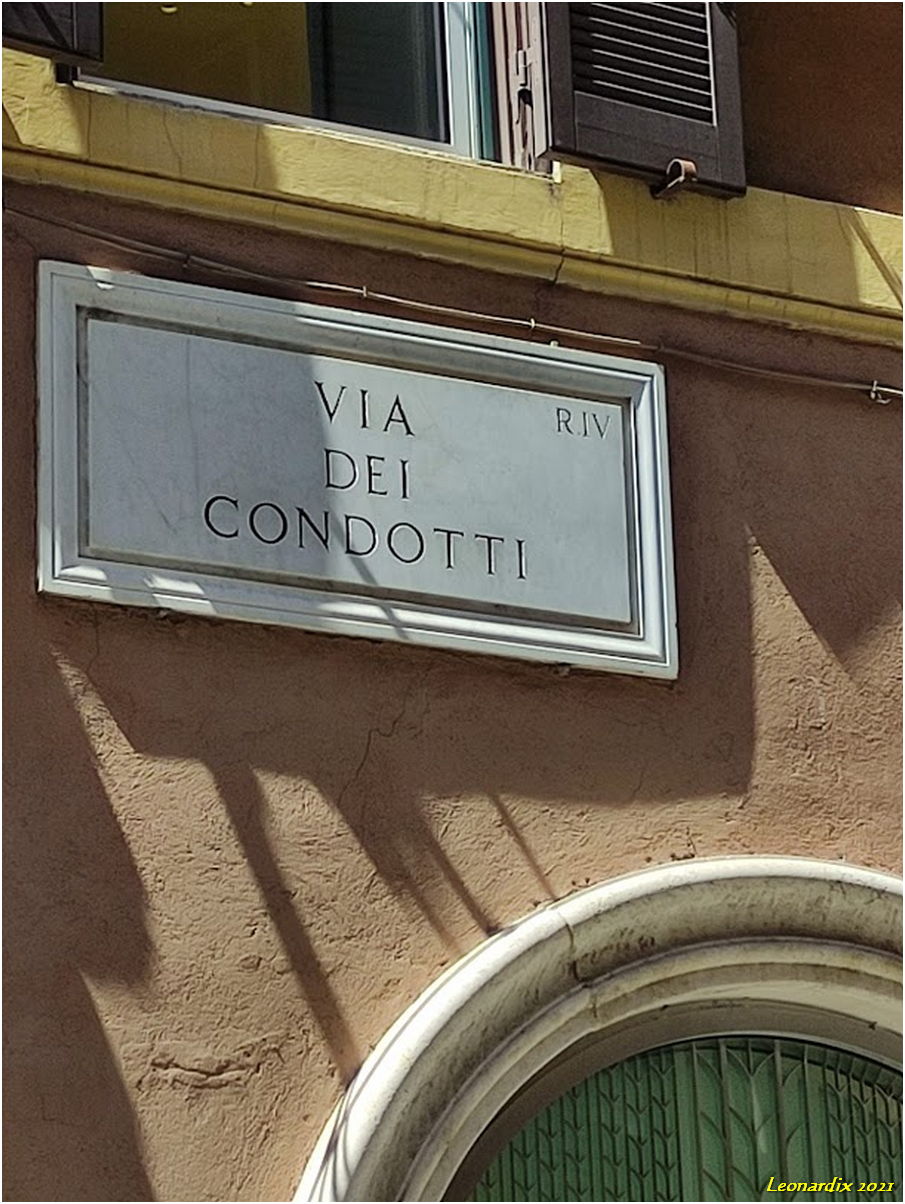 VIA
R.IV
DEI
CONDOTTI
Leonardix 2021